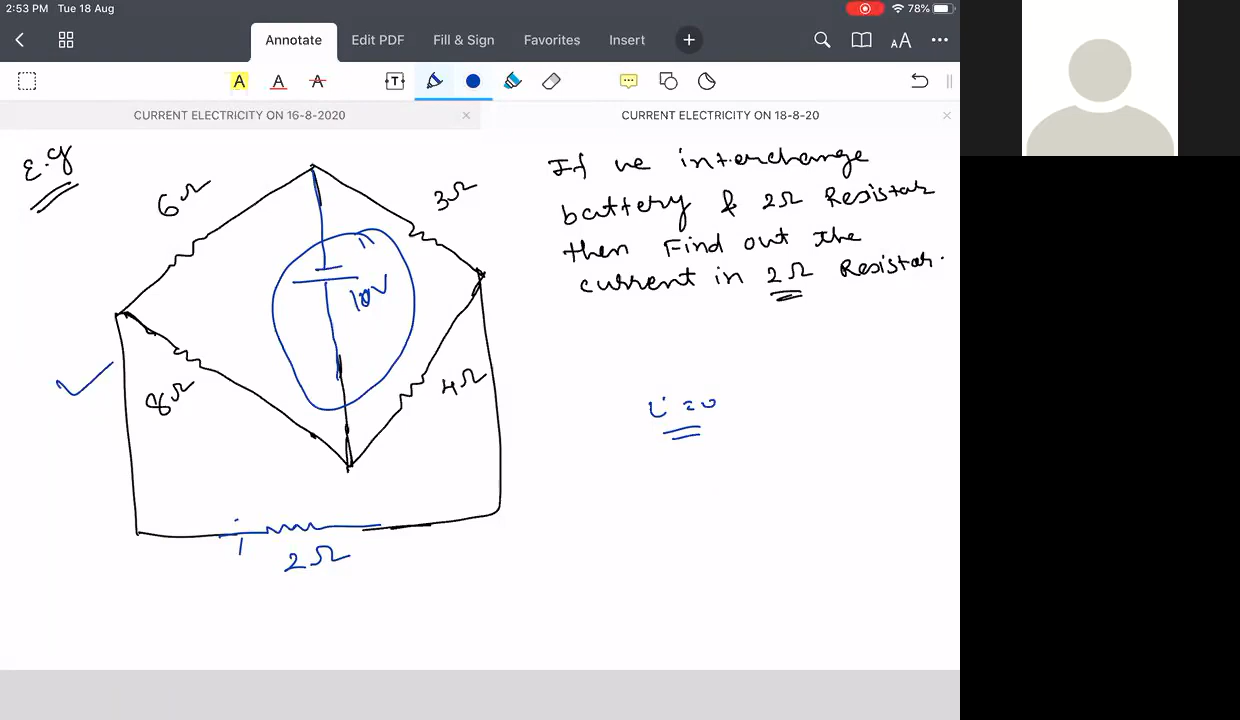 2:53 PM Tue 18 Aug
78%
Annotate
Edit PDF
Fill & Sign
Favorites
Insert
A
A
A
T
AA
CURRENT ELECTRICITY ON 16-8-2020
CURRENT ELECTRICITY ON 18-8-20
E.g
6Ω
3Ω
10V
8Ω
4Ω
2Ω
If we interchange
battery & 2Ω Resistor
then Find out the
current in 2Ω Resistor.
i = 0